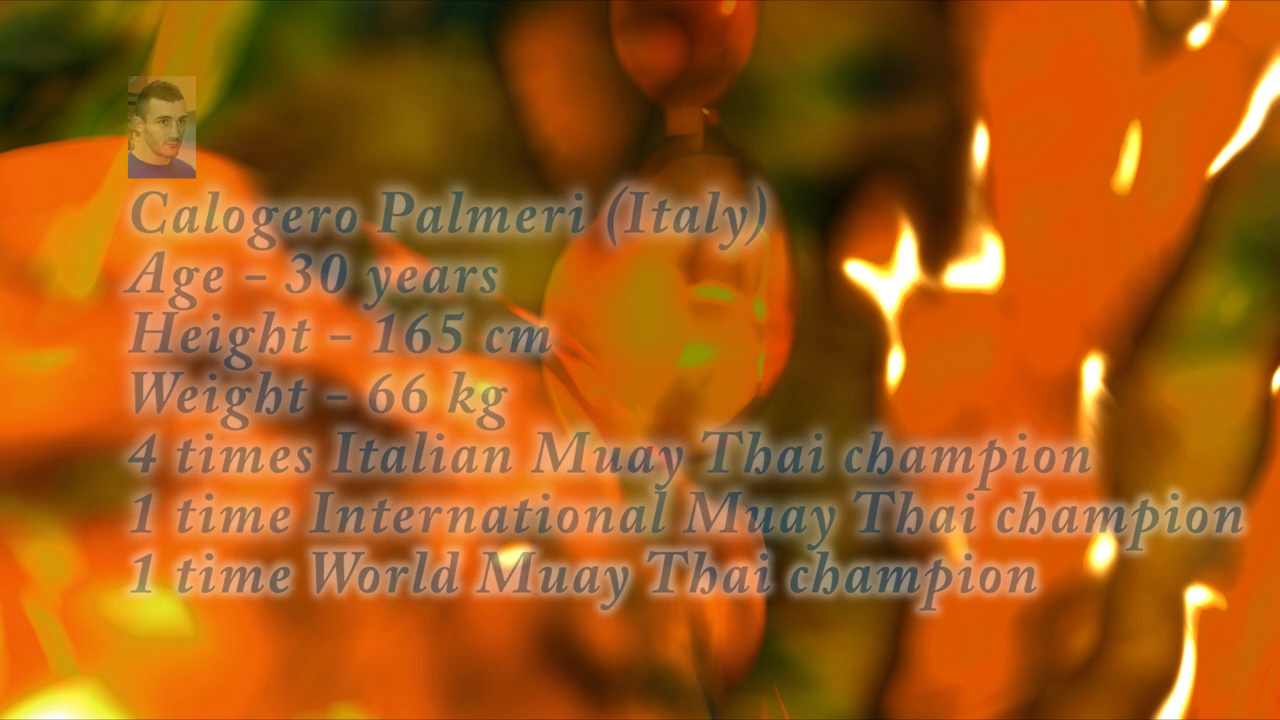 Calogero Palmeri (Italy)
Age - 30 years
Height - 165 cm
Weight - 66 kg
4 times Italian Muay Thai champion
1 time International Muay Thai champion
1 time World Muay Thai champion